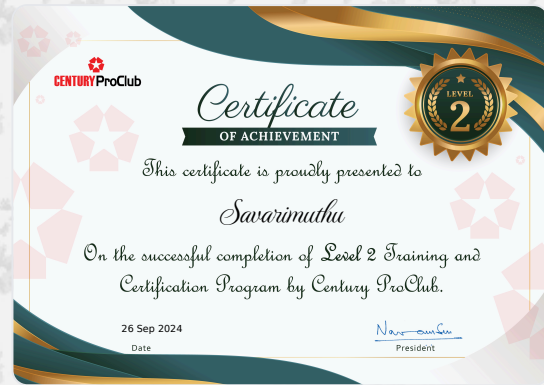 CENTURY ProClub
Certificate
OF ACHIEVEMENT
LEVEL
2
This certificate is proudly presented to
Savarimuthu
On the successful completion of Level 2 Training and
Certification Program by Century ProClub.
26 Sep 2024
Date
President